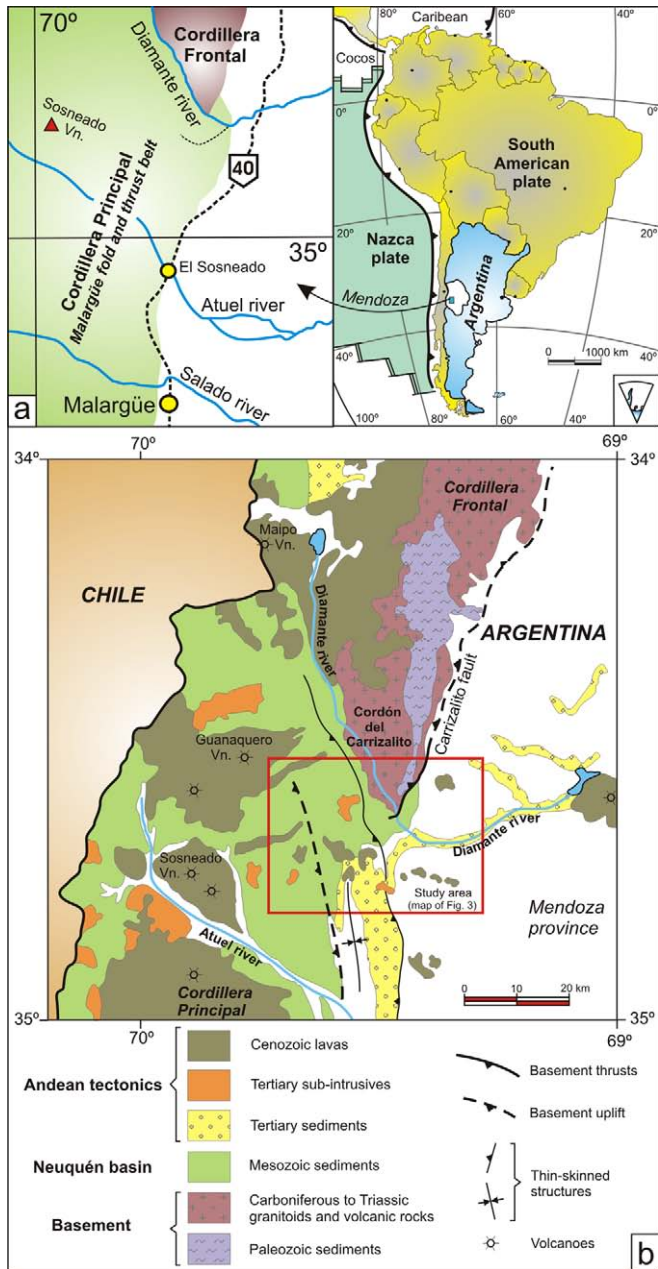 70º
Cordillera
Frontal
Diamante
river
Sosneado
Vn.
40
Cordillera Principal
Malargüe fold and thrust belt
35º
El Sosneado
Atuel river
Salado river
Malargüe
a
80º
Caribean
60º
40º
Cocos
0º
0º
South
American
plate
20º
20º
Nazca
plate
Mendoza
Argentina
40º
40º
0 1000 km
100º
80º
60º
40º
70º
69º
34º
34º
Cordillera
Frontal
Maipo
Vn.
CHILE
Diamante
river
ARGENTINA
Carrizalito fault
Cordón
del
Carrizalito
Guanaquero
Vn.
Diamante river
Sosneado
Vn.
Study area
(map of Fig. 3)
Mendoza
province
Atuel river
Cordillera
Principal
0 10 20 km
35º
35º
70º
69º
Andean tectonics
Cenozoic lavas
Tertiary sub-intrusives
Tertiary sediments
Neuquén basin
Mesozoic sediments
Basement
Carboniferous to Triassic
granitoids and volcanic rocks
Paleozoic sediments
Basement thrusts
Basement uplift
Thin-skinned
structures
Volcanoes
b